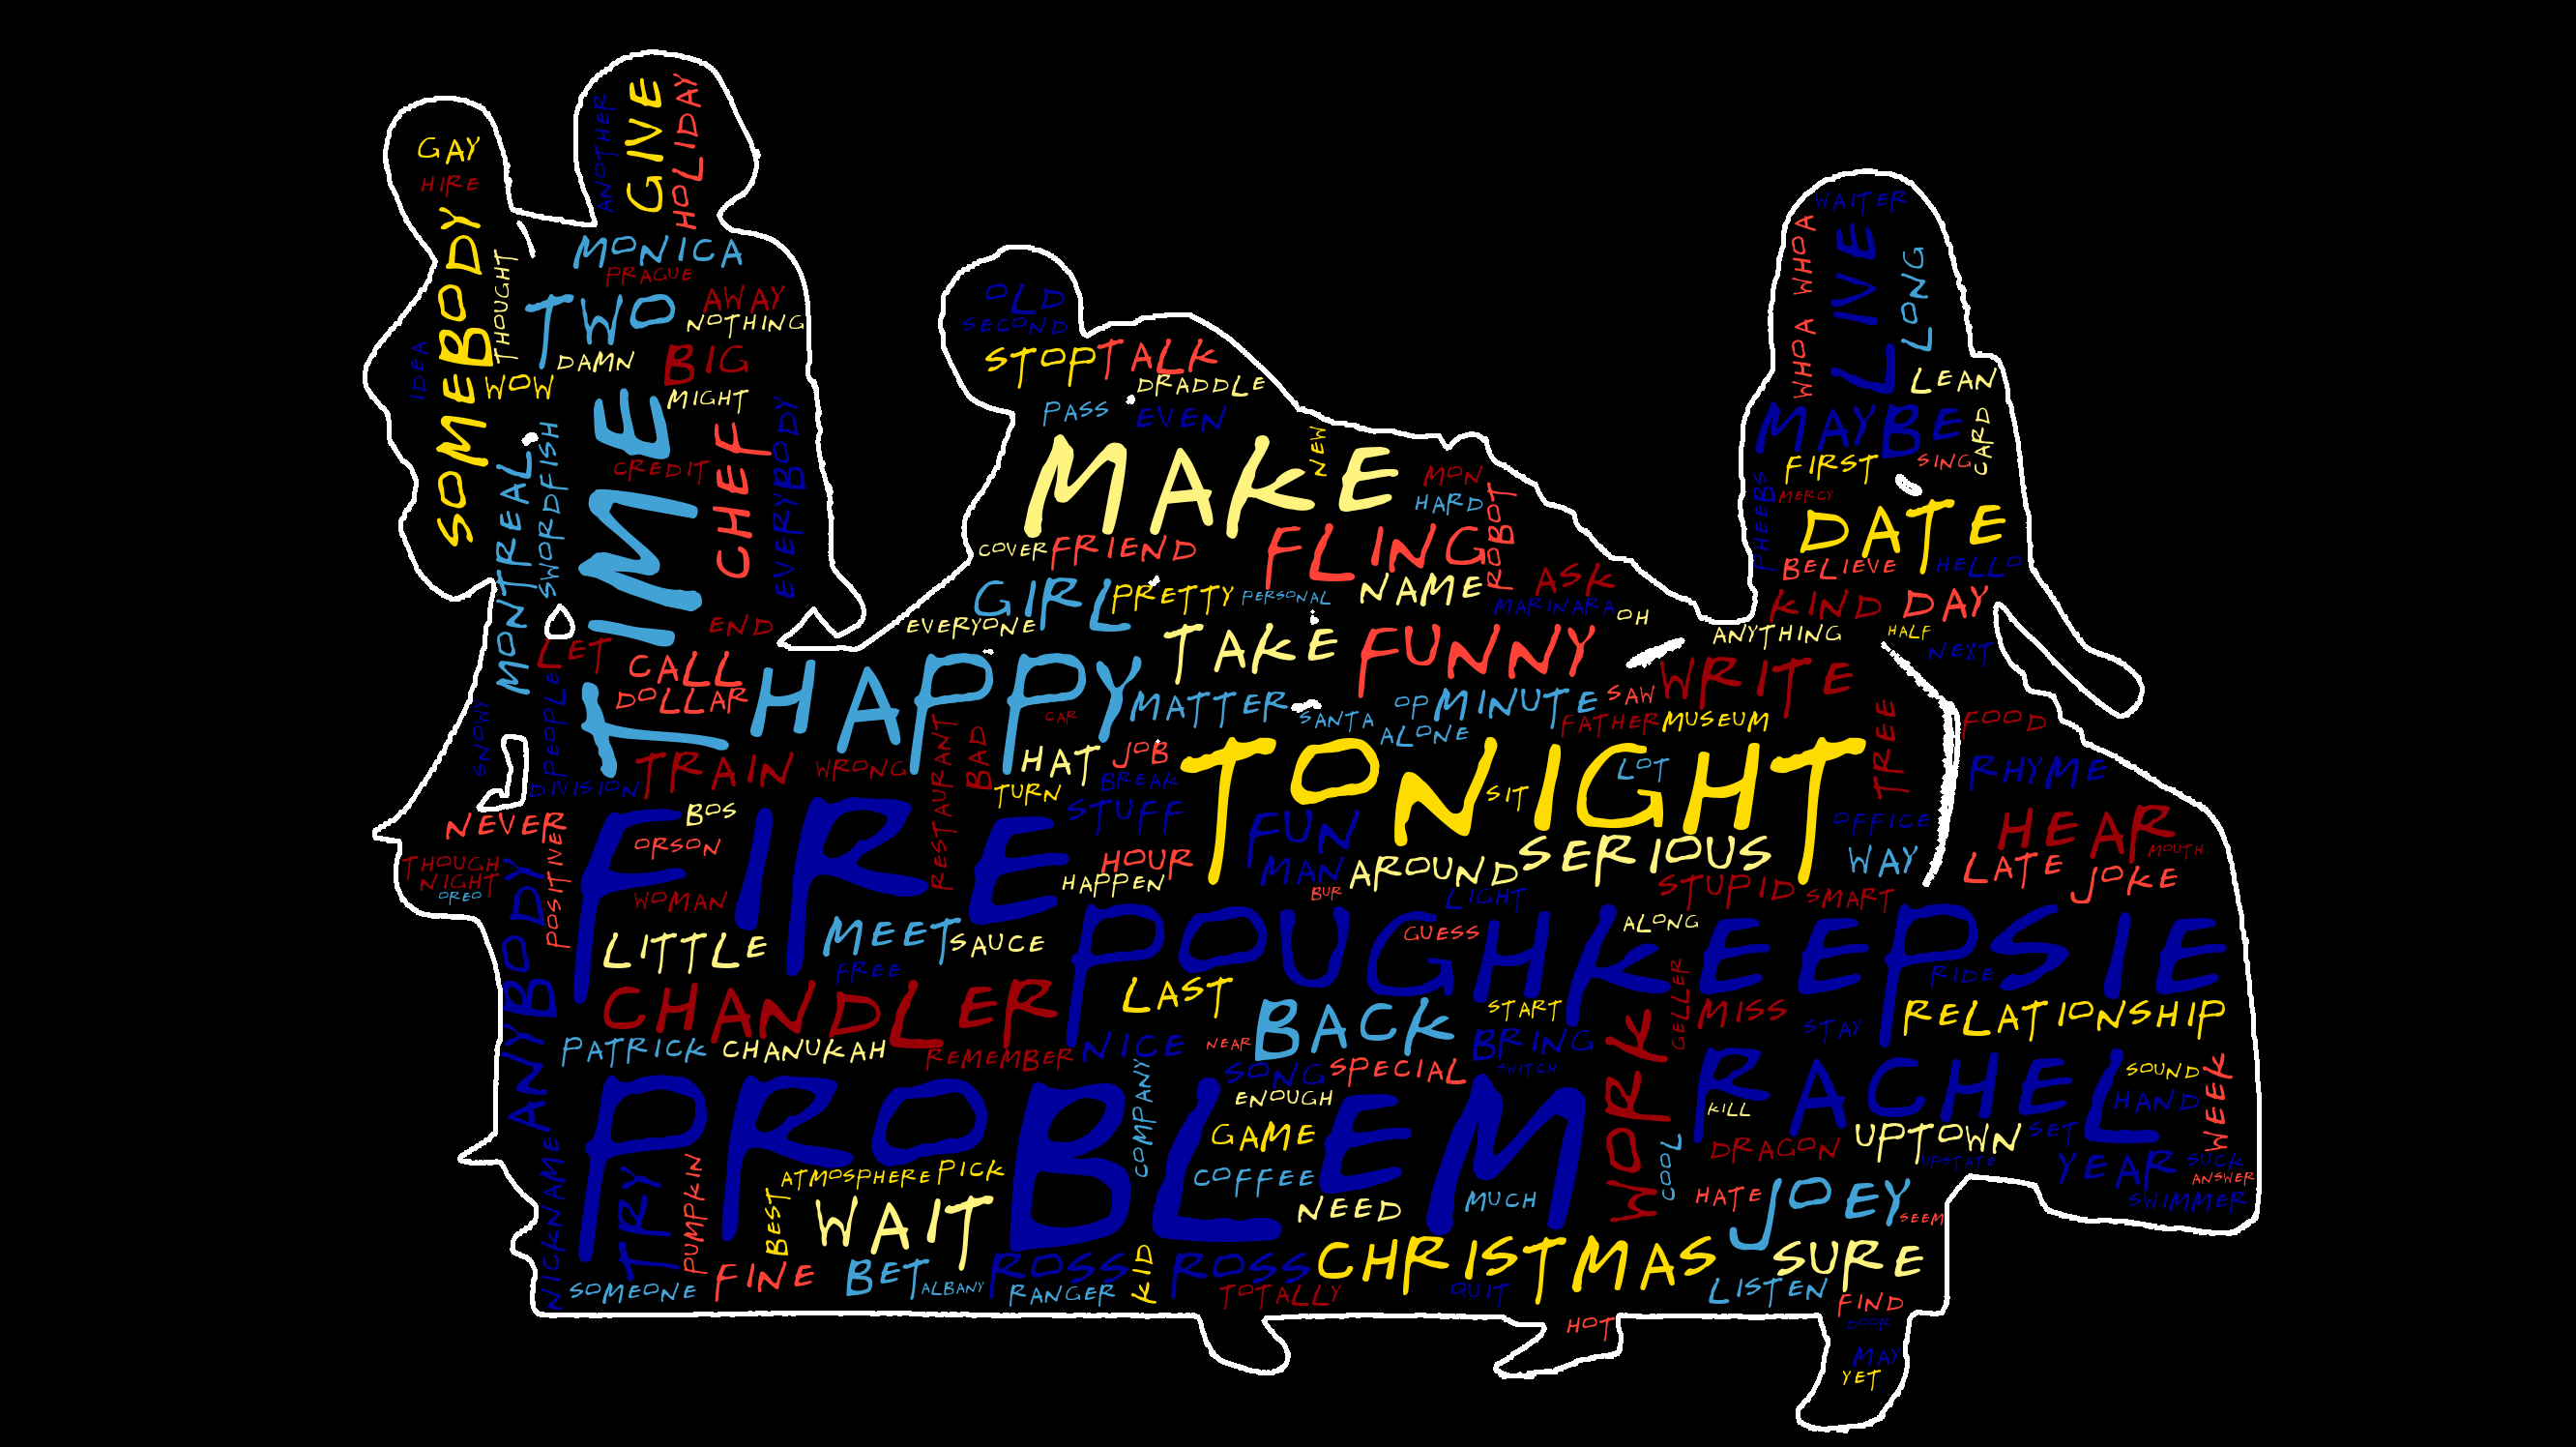 GIVE
HOLIDAY
ANOTHER
GAY
HIRE
SOMEBODY
THOUGHT
IDEA
WOW
MONICA
PRAGUE
TWO
AWAY
NOTHING
DAMN
BIG
MIGHT
TIME
CREDIT
CHEF
EVERYBODY
MONTREAL
SWORDFISH
END
LET
CALL
DOLLAR
PEOPLE
SNOWY
DIVISION
OLD
SECOND
STOP
TALK
DRADDLE
PASS
EVEN
MAKE
NEW
MON
HARD
ROBOT
COVER
FRIEND
FLING
GIRL
PRETTY
PERSONAL
NAME
ASK
MARINARA
OH
EVERYONE
TAKE
FUNNY
HAPPY
MATTER
SANTA
OP
MINUTE
SAW
ALONE
FATHER
MUSEUM
CAR
WAITER
WHOA WHOA
LIVE
LONG
LEAN
MAYBE
CARD
FIRST
SING
MERCY
PHEEBS
DATE
BELIEVE
HELLO
KIND
DAY
ANYTHING
HALF
NEXT
WRITE
TREE
FOOD
RHYME
TRAIN
WRONG
RESTAURANT
BAD
HAT
JOB
BREAK
TURN
STUFF
TONIGHT
LOT
SIT
OFFICE
HEAR
MOUTH
NEVER
BOS
ORSON
FIRE
HOUR
FUN
MAN
AROUND
SERIOUS
WAY
LATE
JOKE
THOUGH
NIGHT
OREO
POSITIVE
WOMAN
HAPPEN
BUR
LIGHT
STUPID
SMART
ANYBODY
LITTLE
MEET
SAUCE
FREE
POUGHKEEPSIE
GUESS
ALONG
RIDE
CHANDLER
LAST
BACK
START
WORK
GELLER
MISS
STAY
RELATIONSHIP
PATRICK
CHANUKAH
REMEMBER
NICE
NEAR
BRING
SONG
SPECIAL
SWITCH
RACHEL
SOUND
WEEK
PROBLEM
COMPANY
ENOUGH
KILL
HAND
GAME
DRAGON
UPTOWN
SET
COFFEE
COOL
UPSTATE
YEAR
SUCK
ANSWER
SWIMMER
NICKNAME
TRY
PUMPKIN
ATMOSPHERE
PICK
BEST
WAIT
NEED
MUCH
HATE
JOEY
SEEM
SOMEONE
FINE
BET
ALBANY
ROSS
RANGER
KID
ROSS
TOTALLY
CHRISTMAS
QUIT
SURE
LISTEN
FIND
HOT
DOOR
MAY
YET